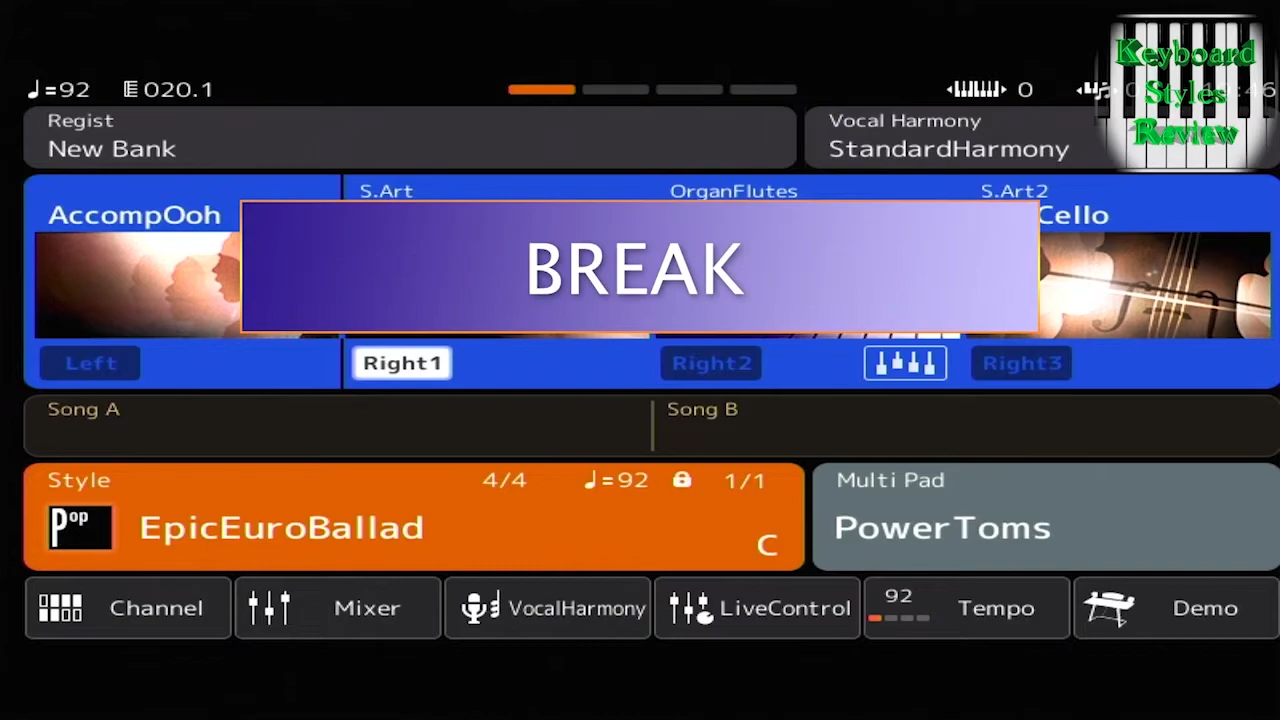 ♩=92 020.1
0
Keyboard
Styles
Review
Regist
New Bank
Vocal Harmony
StandardHarmony
AccompOoh
S.Art
OrganFlutes
S.Art2
Cello
BREAK
Left
Right1
Right2
Right3
Song A
Song B
Style 4/4 ♩=92 1/1
Pop
EpicEuroBallad
C
Multi Pad
PowerToms
Channel
Mixer
VocalHarmony
LiveControl
92
Tempo
Demo